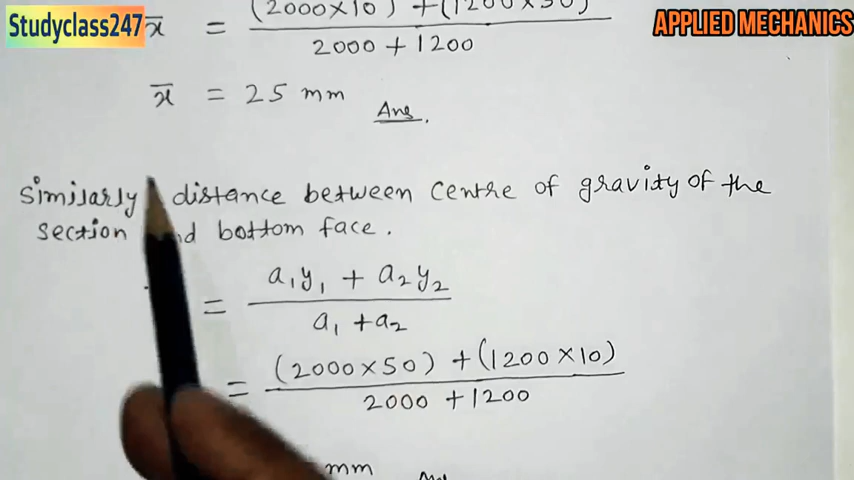 Studyclass247
APPLIED MECHANICS
x̅ = (2000×10) + (1200×50) / 2000 + 1200
x̅ = 25 mm Ans.
Similarly distance between centre of gravity of the
section bottom face.
= a₁y₁ + a₂y₂ / a₁ + a₂
= (2000×50) + (1200×10) / 2000 + 1200
mm Ans